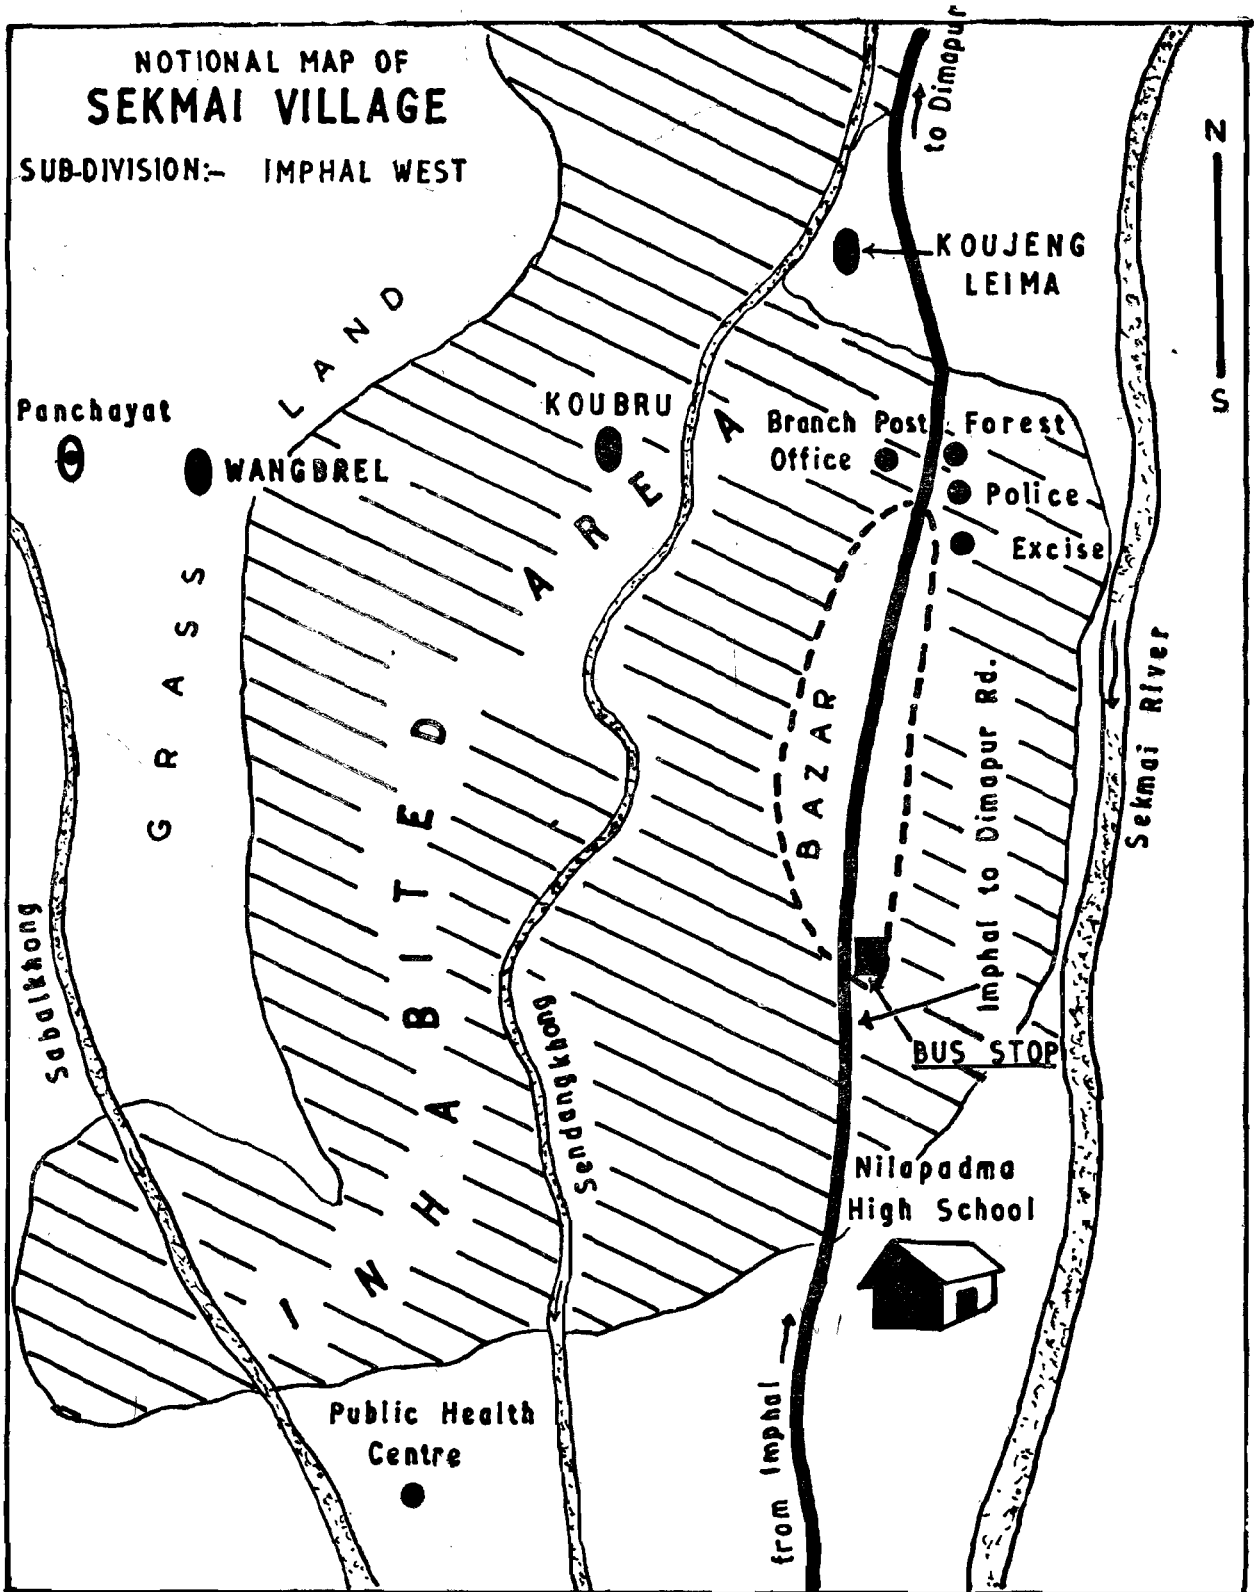 NOTIONAL MAP OF
SEKMAI VILLAGE
SUB-DIVISION:- IMPHAL WEST
to Dimapur
N
S
KOUJENG
LEIMA
GRASS LAND
Panchayat
WANGBREL
KOUBRU
Branch Post
Office
Forest
Police
Excise
INHABITED AREA
BAZAR
Imphal to Dimapur Rd.
Sekmai River
Sabalkhong
Sendangkhong
BUS STOP
Nilapadma
High School
from Imphal
Public Health
Centre